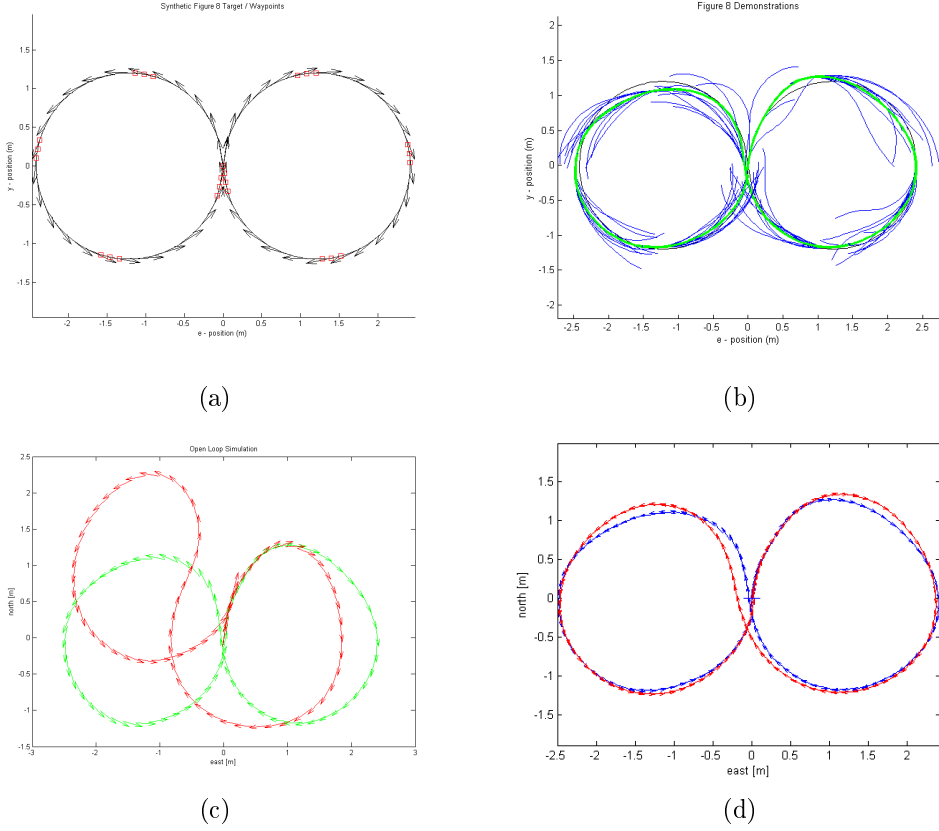 Synthetic Figure 8 Target / Waypoints
1.5
1
0.5
0
-0.5
-1
-1.5
y - position (m)
-2 -1.5 -1 -0.5 0 0.5 1 1.5 2
e - position (m)
(a)
Figure 8 Demonstrations
2
1.5
1
0.5
0
-0.5
-1
-1.5
-2
y - position (m)
-2.5 -2 -1.5 -1 -0.5 0 0.5 1 1.5 2 2.5
e - position (m)
(b)
Open Loop Simulation
2.5
2
1.5
1
0.5
0
-0.5
-1
-1.5
north [m]
-3 -2 -1 0 1 2 3
east [m]
(c)
1.5
1
0.5
0
-0.5
-1
-1.5
north [m]
-2.5 -2 -1.5 -1 -0.5 0 0.5 1 1.5 2
east [m]
(d)